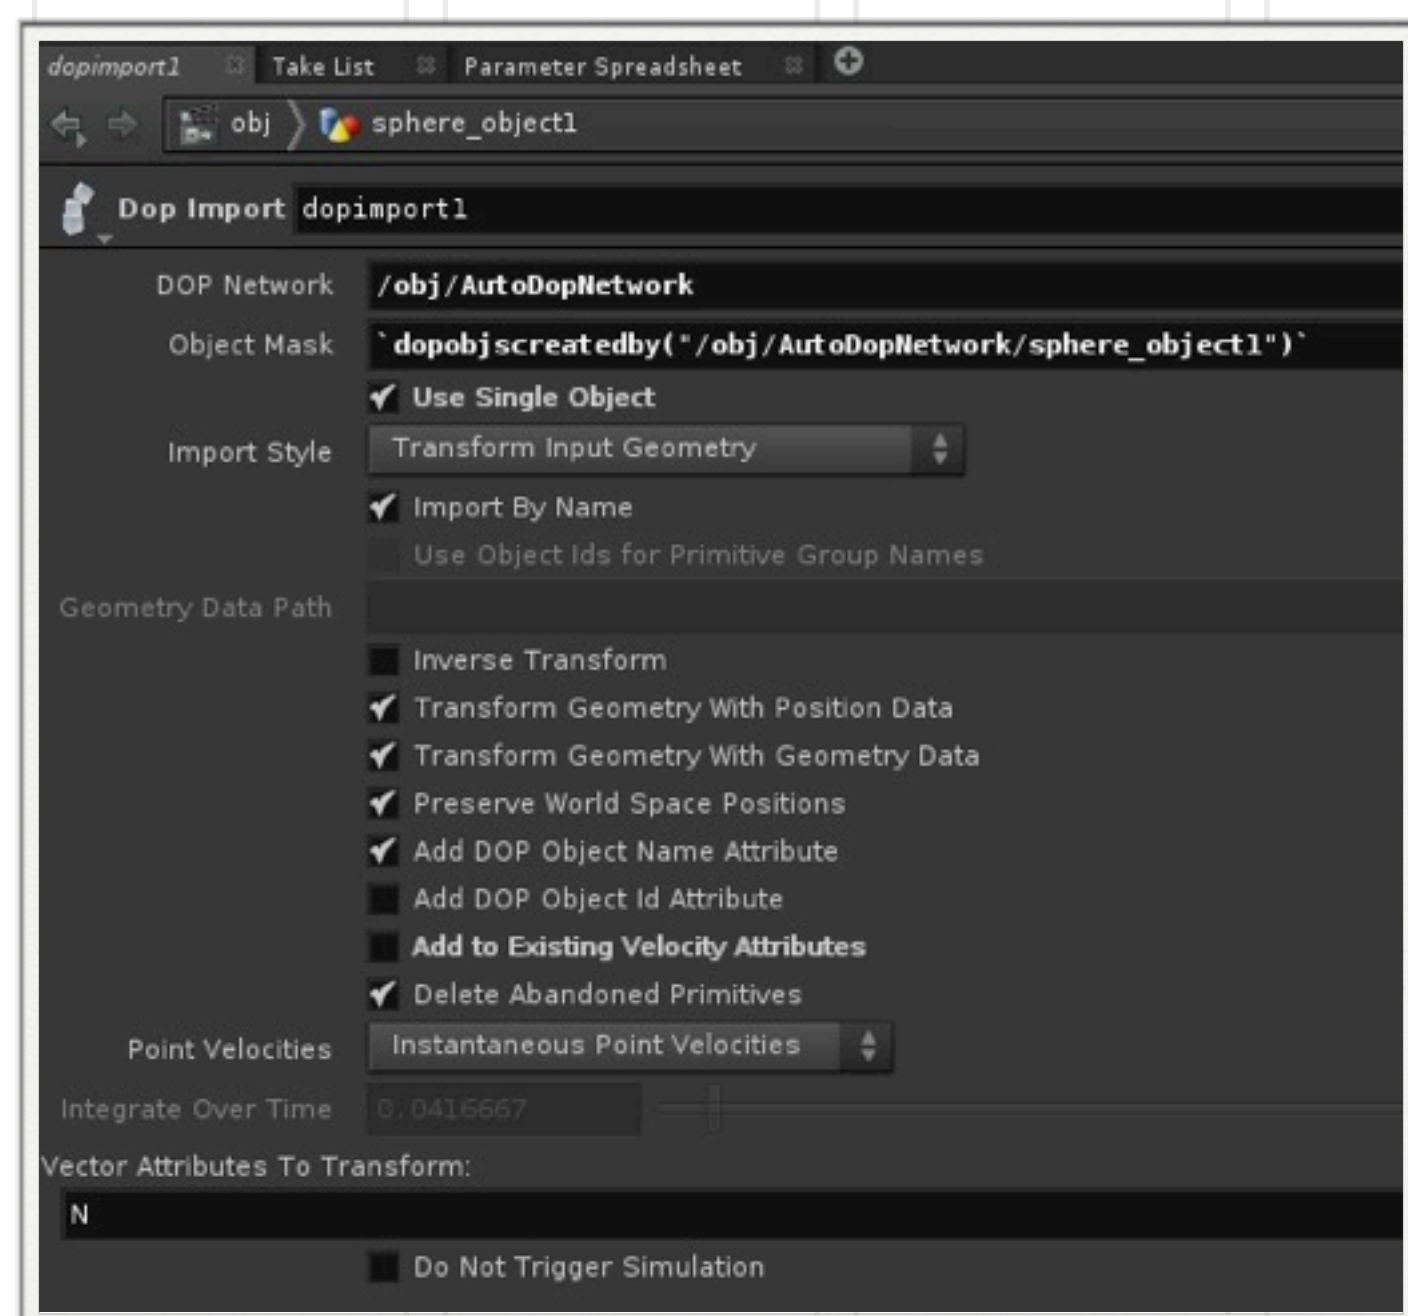 dopimport1 Take List Parameter Spreadsheet
obj sphere_object1
Dop Import dopimport1
DOP Network /obj/AutoDopNetwork
Object Mask `dopobjscreatedby("/obj/AutoDopNetwork/sphere_object1")`
Use Single Object
Import Style Transform Input Geometry
Import By Name
Use Object Ids for Primitive Group Names
Geometry Data Path
Inverse Transform
Transform Geometry With Position Data
Transform Geometry With Geometry Data
Preserve World Space Positions
Add DOP Object Name Attribute
Add DOP Object Id Attribute
Add to Existing Velocity Attributes
Delete Abandoned Primitives
Point Velocities Instantaneous Point Velocities
Integrate Over Time 0.0416667
Vector Attributes To Transform:
N
Do Not Trigger Simulation